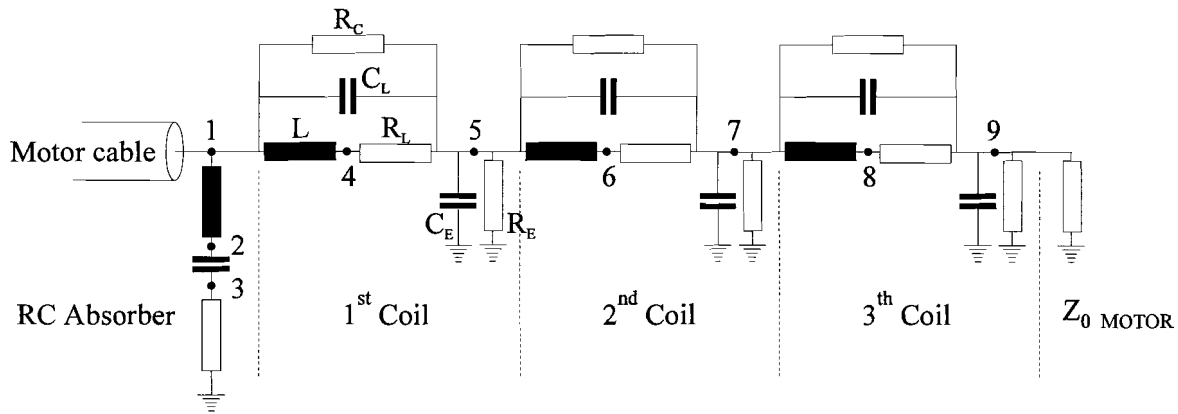 R_C
C_L
1
L
R_L
5
7
9
Motor cable
4
6
8
C_E
R_E
2
3
RC Absorber
1st Coil
2nd Coil
3th Coil
Z0 MOTOR